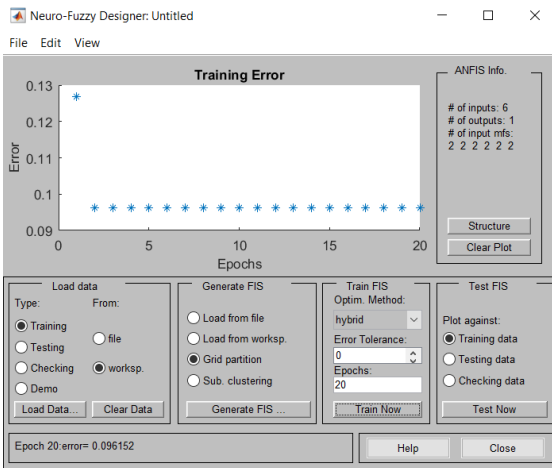 Neuro-Fuzzy Designer: Untitled
File Edit View
Training Error
0.13
0.12
0.11
0.1
0.09
Error
0 5 10 15 20
Epochs
ANFIS Info.
# of inputs: 6
# of outputs: 1
# of input mfs:
2 2 2 2 2 2
Structure
Clear Plot
Load data
Type: From:
Training
Testing
Checking
Demo
file
worksp.
Load Data... Clear Data
Generate FIS
Load from file
Load from worksp.
Grid partition
Sub. clustering
Generate FIS ...
Train FIS
Optim. Method:
hybrid
Error Tolerance:
0
Epochs:
20
Train Now
Test FIS
Plot against:
Training data
Testing data
Checking data
Test Now
Epoch 20:error= 0.096152
Help Close